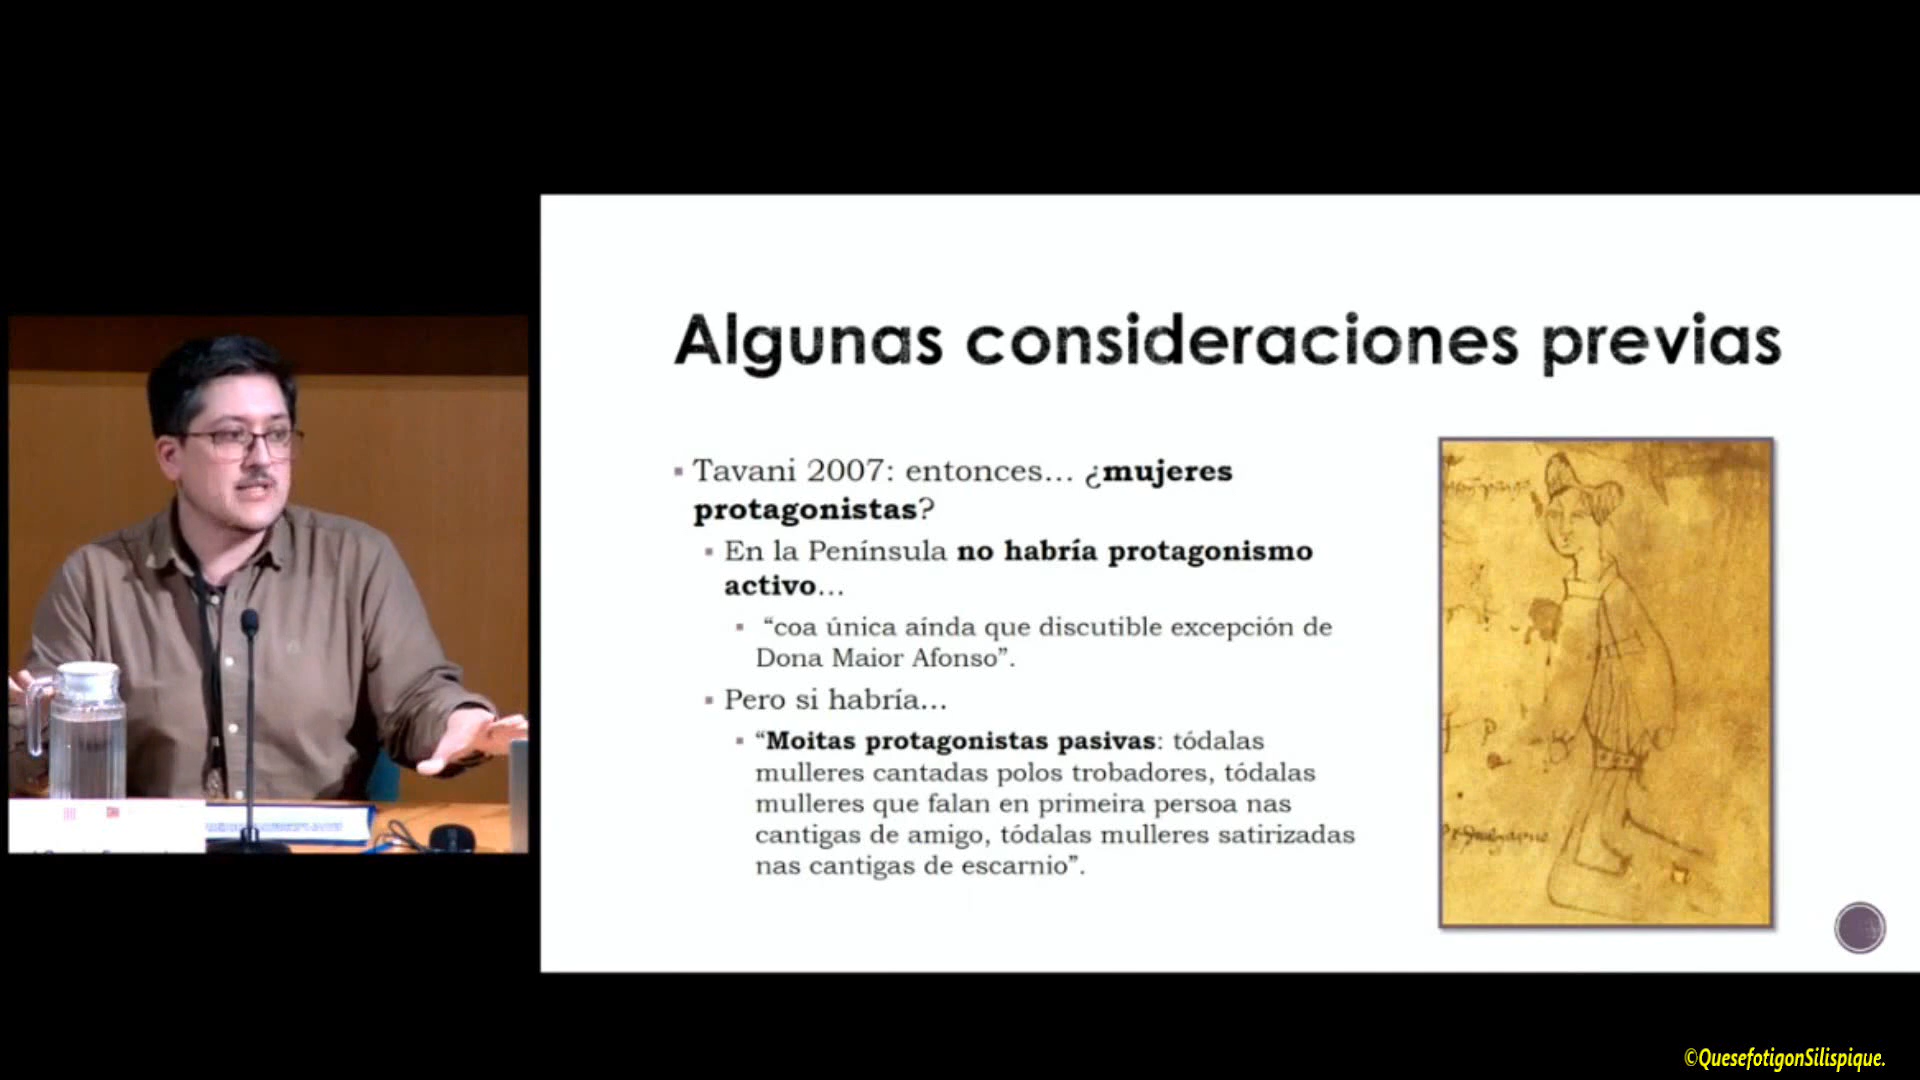 Algunas consideraciones previas
Tavani 2007: entonces... ¿mujeres
protagonistas?
En la Península no habría protagonismo
activo...
“coa única aínda que discutible excepción de
Dona Maior Afonso”.
Pero si habría...
“Moitas protagonistas pasivas: tódalas
mulleres cantadas polos trobadores, tódalas
mulleres que falan en primeira persoa nas
cantigas de amigo, tódalas mulleres satirizadas
nas cantigas de escarnio”.
©QuesefotigonSilispique.